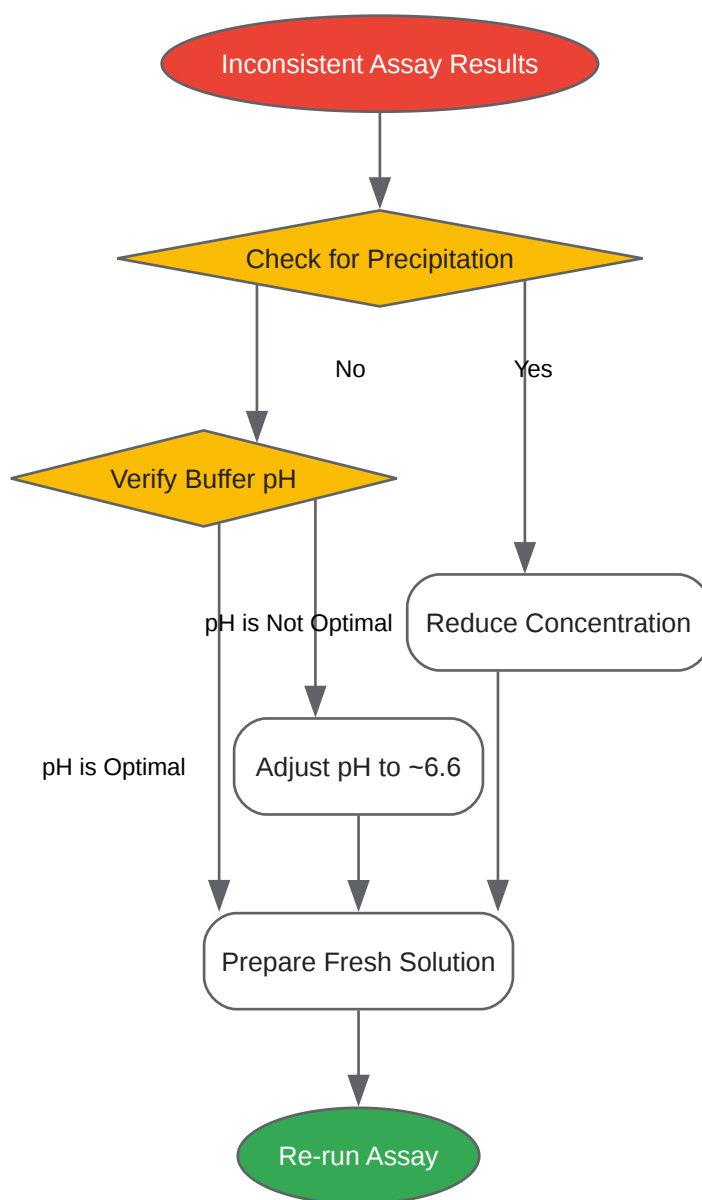 Inconsistent Assay Results
Check for Precipitation
No
Yes
Verify Buffer pH
pH is Not Optimal
Reduce Concentration
pH is Optimal
Adjust pH to ~6.6
Prepare Fresh Solution
Re-run Assay